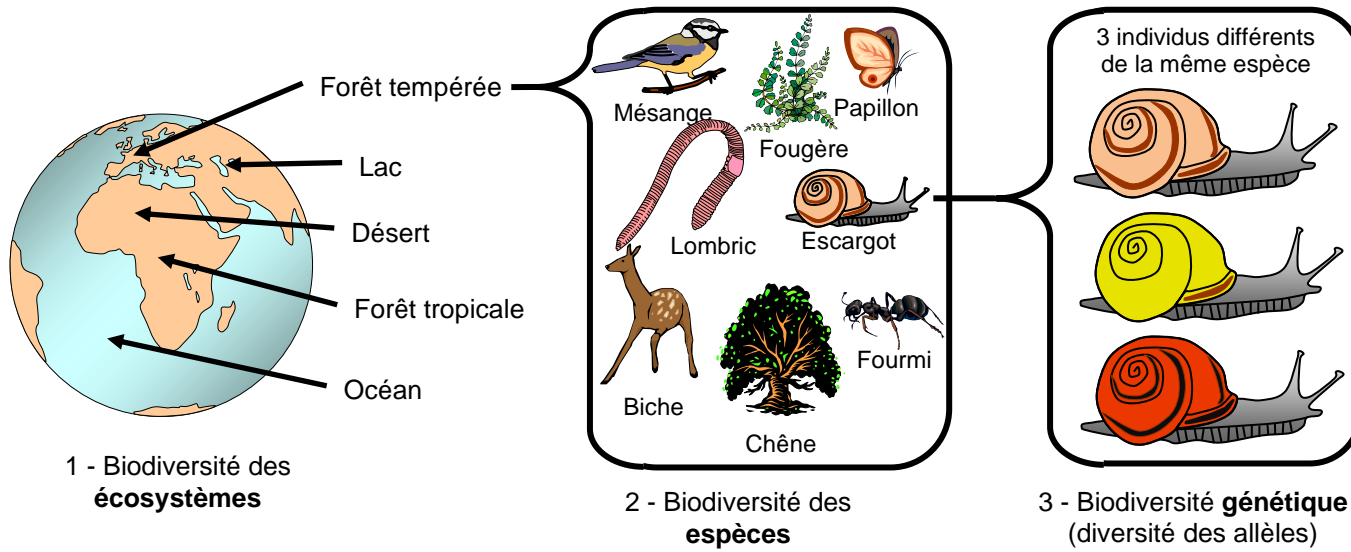 Forêt tempérée
Lac
Désert
Forêt tropicale
Océan
1 - Biodiversité des
écosystèmes
Mésange
Papillon
Fougère
Lombric
Escargot
Biche
Chêne
Fourmi
2 - Biodiversité des
espèces
3 individus différents
de la même espèce
3 - Biodiversité génétique
(diversité des allèles)